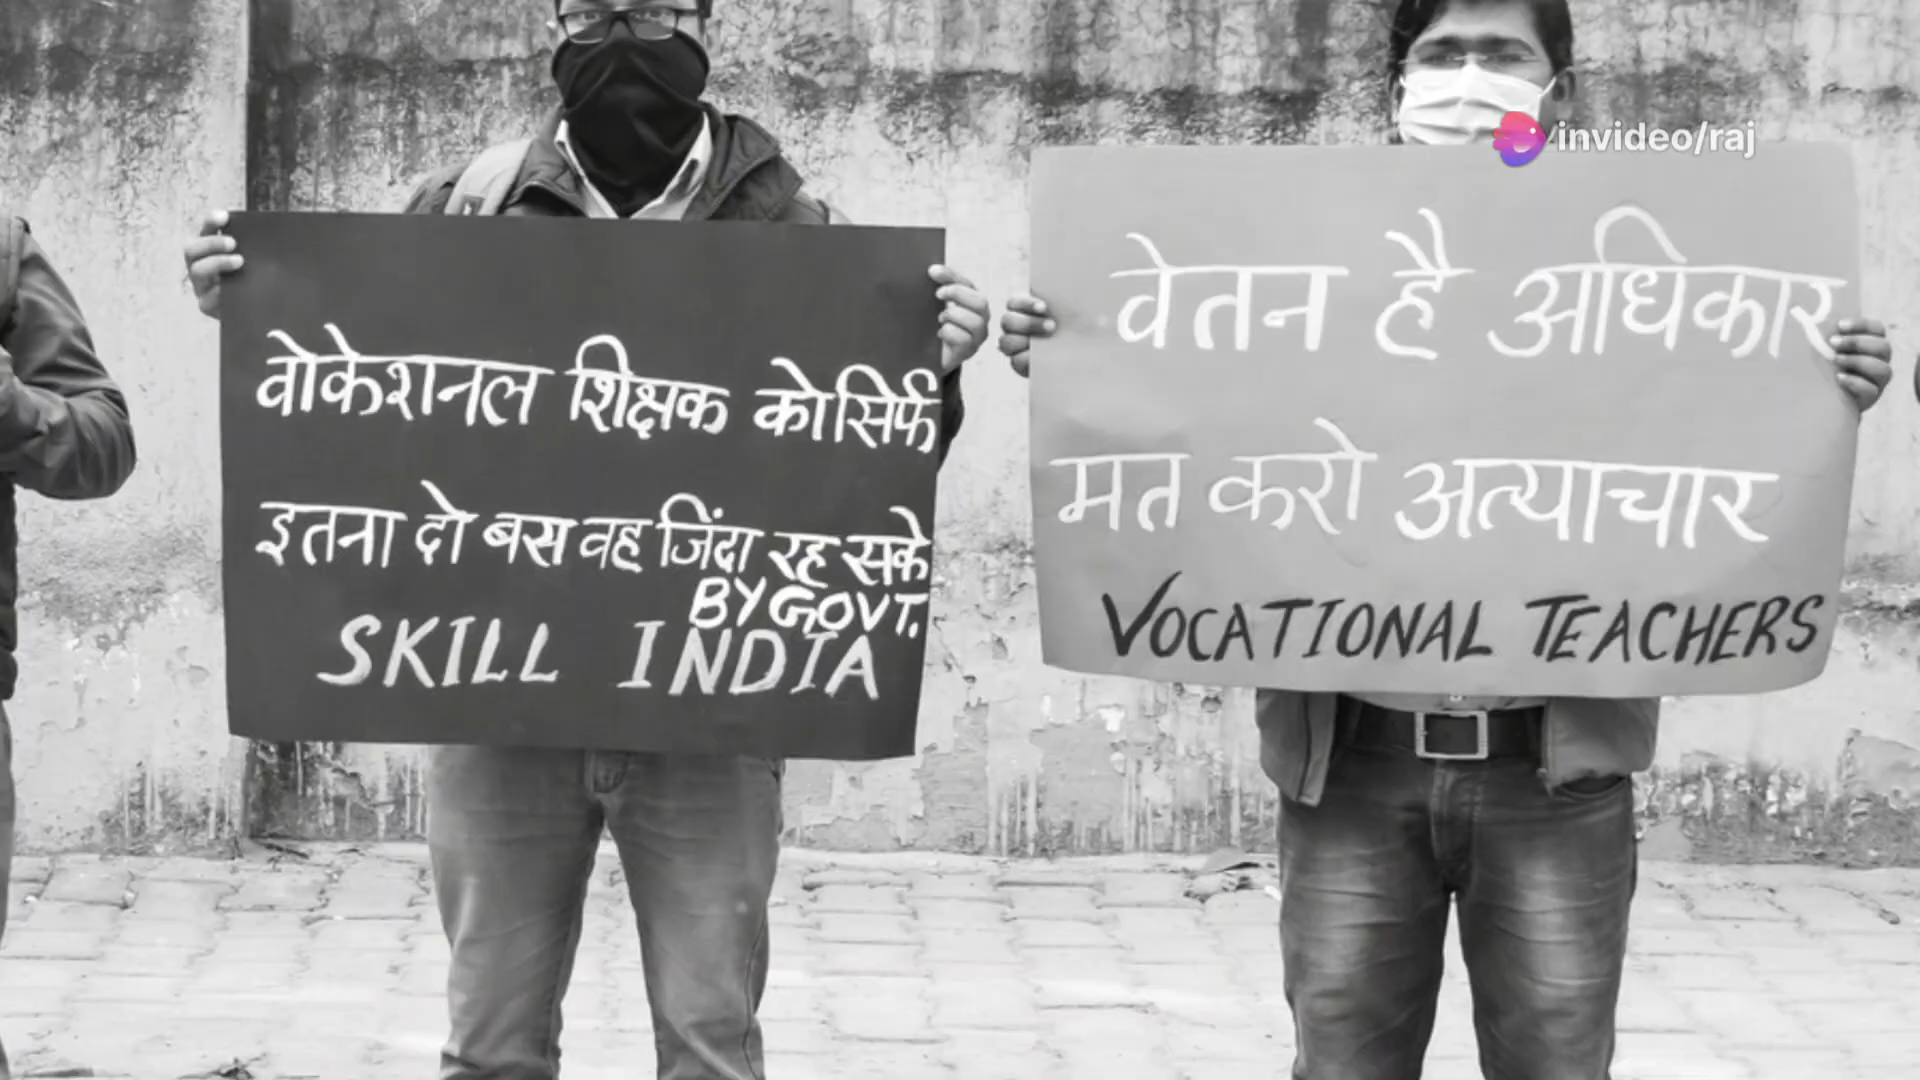 वोकेशनल शिक्षक को सिर्फ
इतना दो बस वह जिंदा रह सके
BY GOVT.
SKILL INDIA
/invideo/raj
वेतन है अधिकार
मत करो अत्याचार
VOCATIONAL TEACHERS